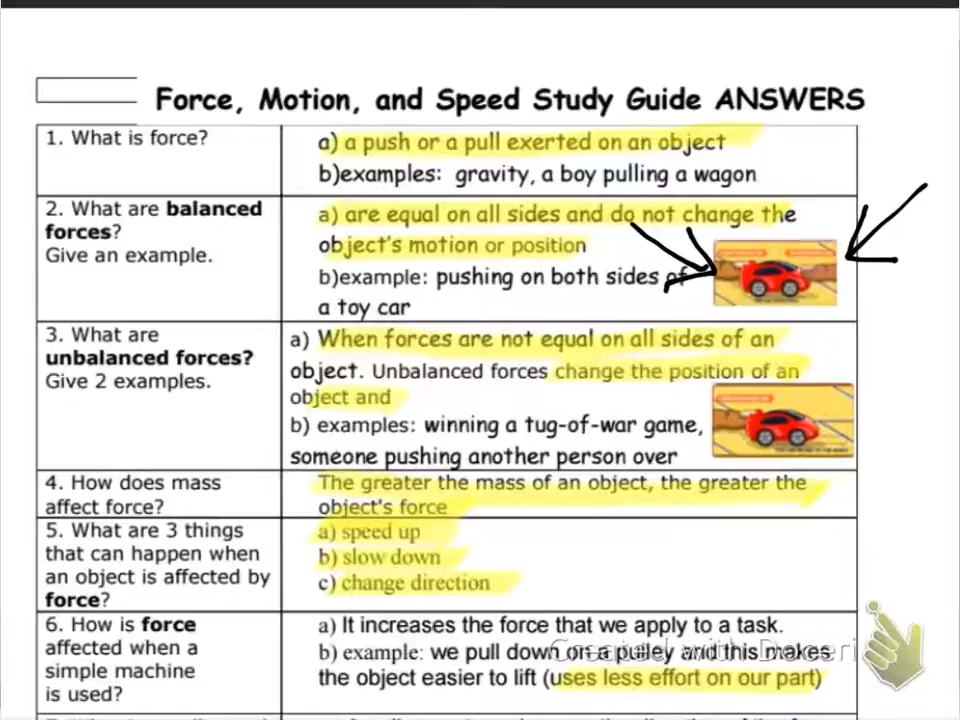 Force, Motion, and Speed Study Guide ANSWERS
1. What is force?
a) a push or a pull exerted on an object
b)examples: gravity, a boy pulling a wagon
2. What are balanced
forces?
Give an example.
a) are equal on all sides and do not change the
object's motion or position
b)example: pushing on both sides of
a toy car
3. What are
unbalanced forces?
Give 2 examples.
a) When forces are not equal on all sides of an
object. Unbalanced forces change the position of an
object and
b) examples: winning a tug-of-war game,
someone pushing another person over
4. How does mass
affect force?
The greater the mass of an object, the greater the
object's force
5. What are 3 things
that can happen when
an object is affected by
force?
a) speed up
b) slow down
c) change direction
6. How is force
affected when a
simple machine
is used?
a) It increases the force that we apply to a task.
b) example: we pull down on a pulley and this makes
the object easier to lift (uses less effort on our part)
Created with Doceri